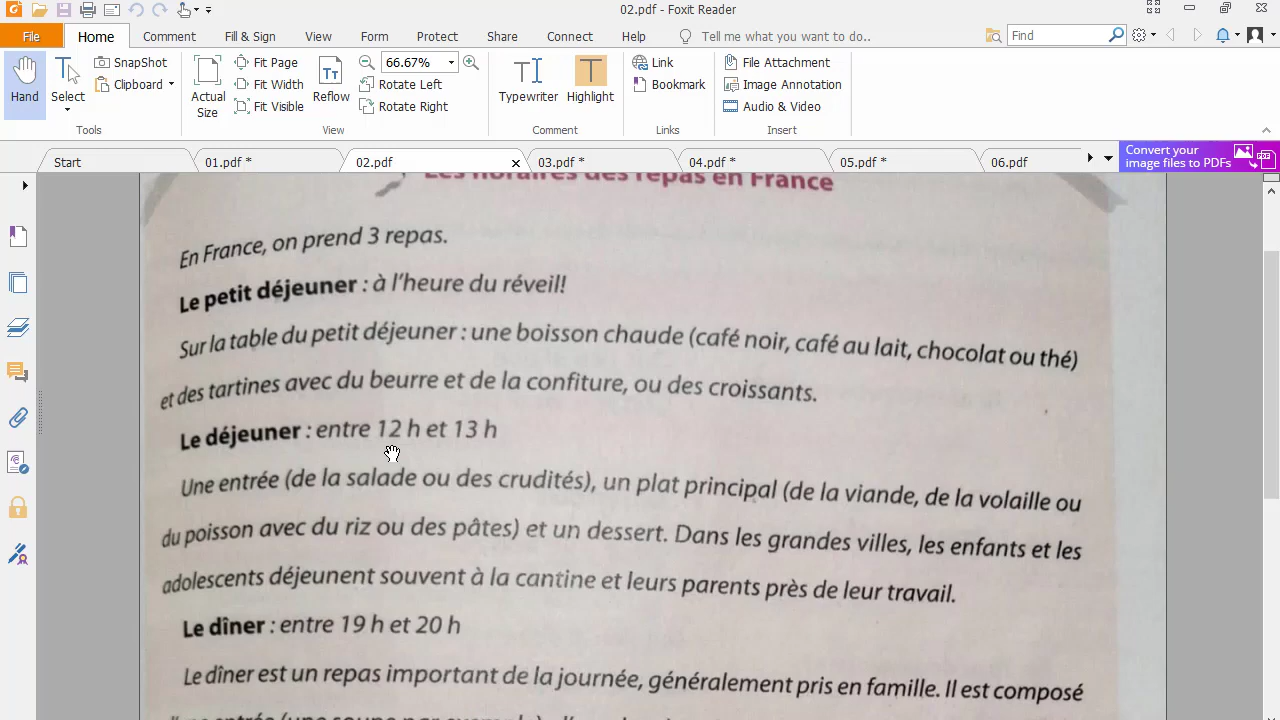 02.pdf - Foxit Reader
File Home Comment Fill & Sign View Form Protect Share Connect Help Tell me what you want to do.. Find
Hand
Select
SnapShot
Clipboard
Tools
Actual Size
Fit Page
Fit Width
Fit Visible
Reflow
66.67%
Rotate Left
Rotate Right
View
Typewriter
Highlight
Comment
Link
Bookmark
Links
File Attachment
Image Annotation
Audio & Video
Insert
Start 01.pdf * 02.pdf 03.pdf * 04.pdf * 05.pdf * 06.pdf
Convert your
image files to PDFs
Les horaires des repas en France
En France, on prend 3 repas.
Le petit déjeuner : à l'heure du réveil!
Sur la table du petit déjeuner : une boisson chaude (café noir, café au lait, chocolat ou thé)
et des tartines avec du beurre et de la confiture, ou des croissants.
Le déjeuner : entre 12 h et 13 h
Une entrée (de la salade ou des crudités), un plat principal (de la viande, de la volaille ou
du poisson avec du riz ou des pâtes) et un dessert. Dans les grandes villes, les enfants et les
adolescents déjeunent souvent à la cantine et leurs parents près de leur travail.
Le dîner : entre 19 h et 20 h
Le dîner est un repas important de la journée, généralement pris en famille. Il est composé